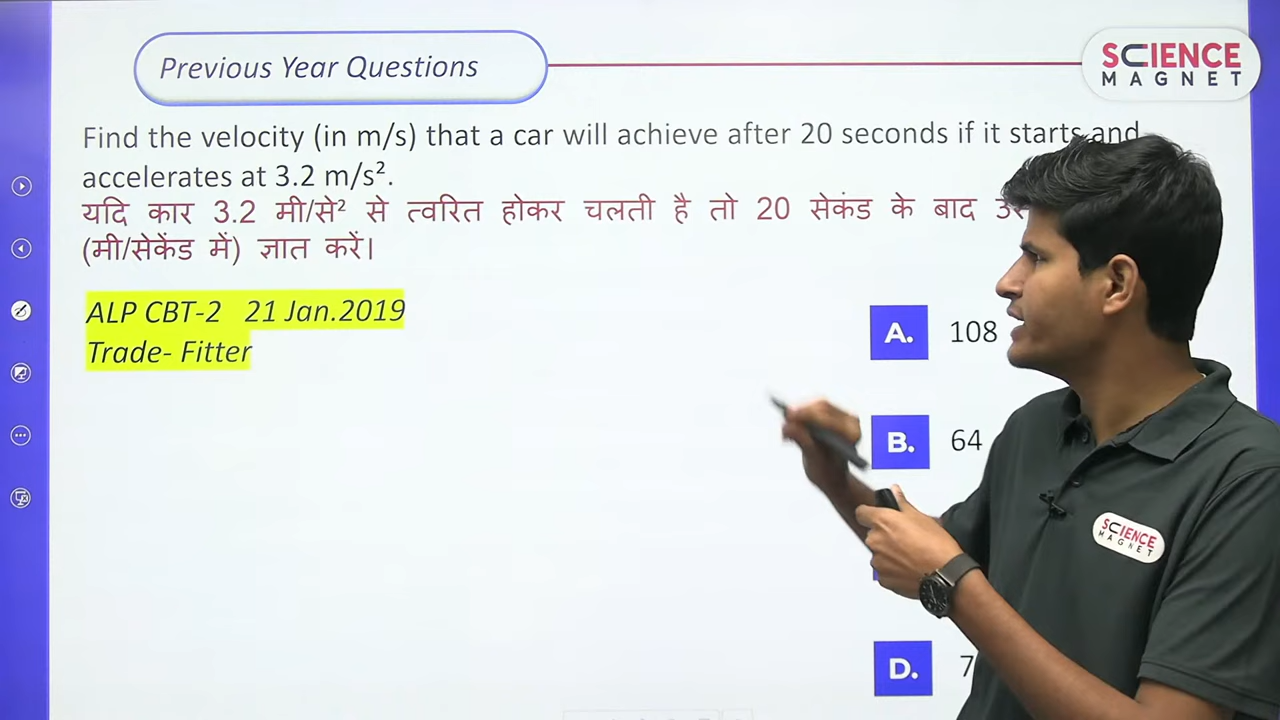 Previous Year Questions
SCIENCE
MAGNET
Find the velocity (in m/s) that a car will achieve after 20 seconds if it starts and
accelerates at 3.2 m/s².
यदि कार 3.2 मी/से² से त्वरित होकर चलती है तो 20 सेकंड के बाद
(मी/सेकेंड में) ज्ञात करें।
ALP CBT-2 21 Jan.2019
Trade- Fitter
A. 108
B. 64
D.
SCIENCE
MAGNET